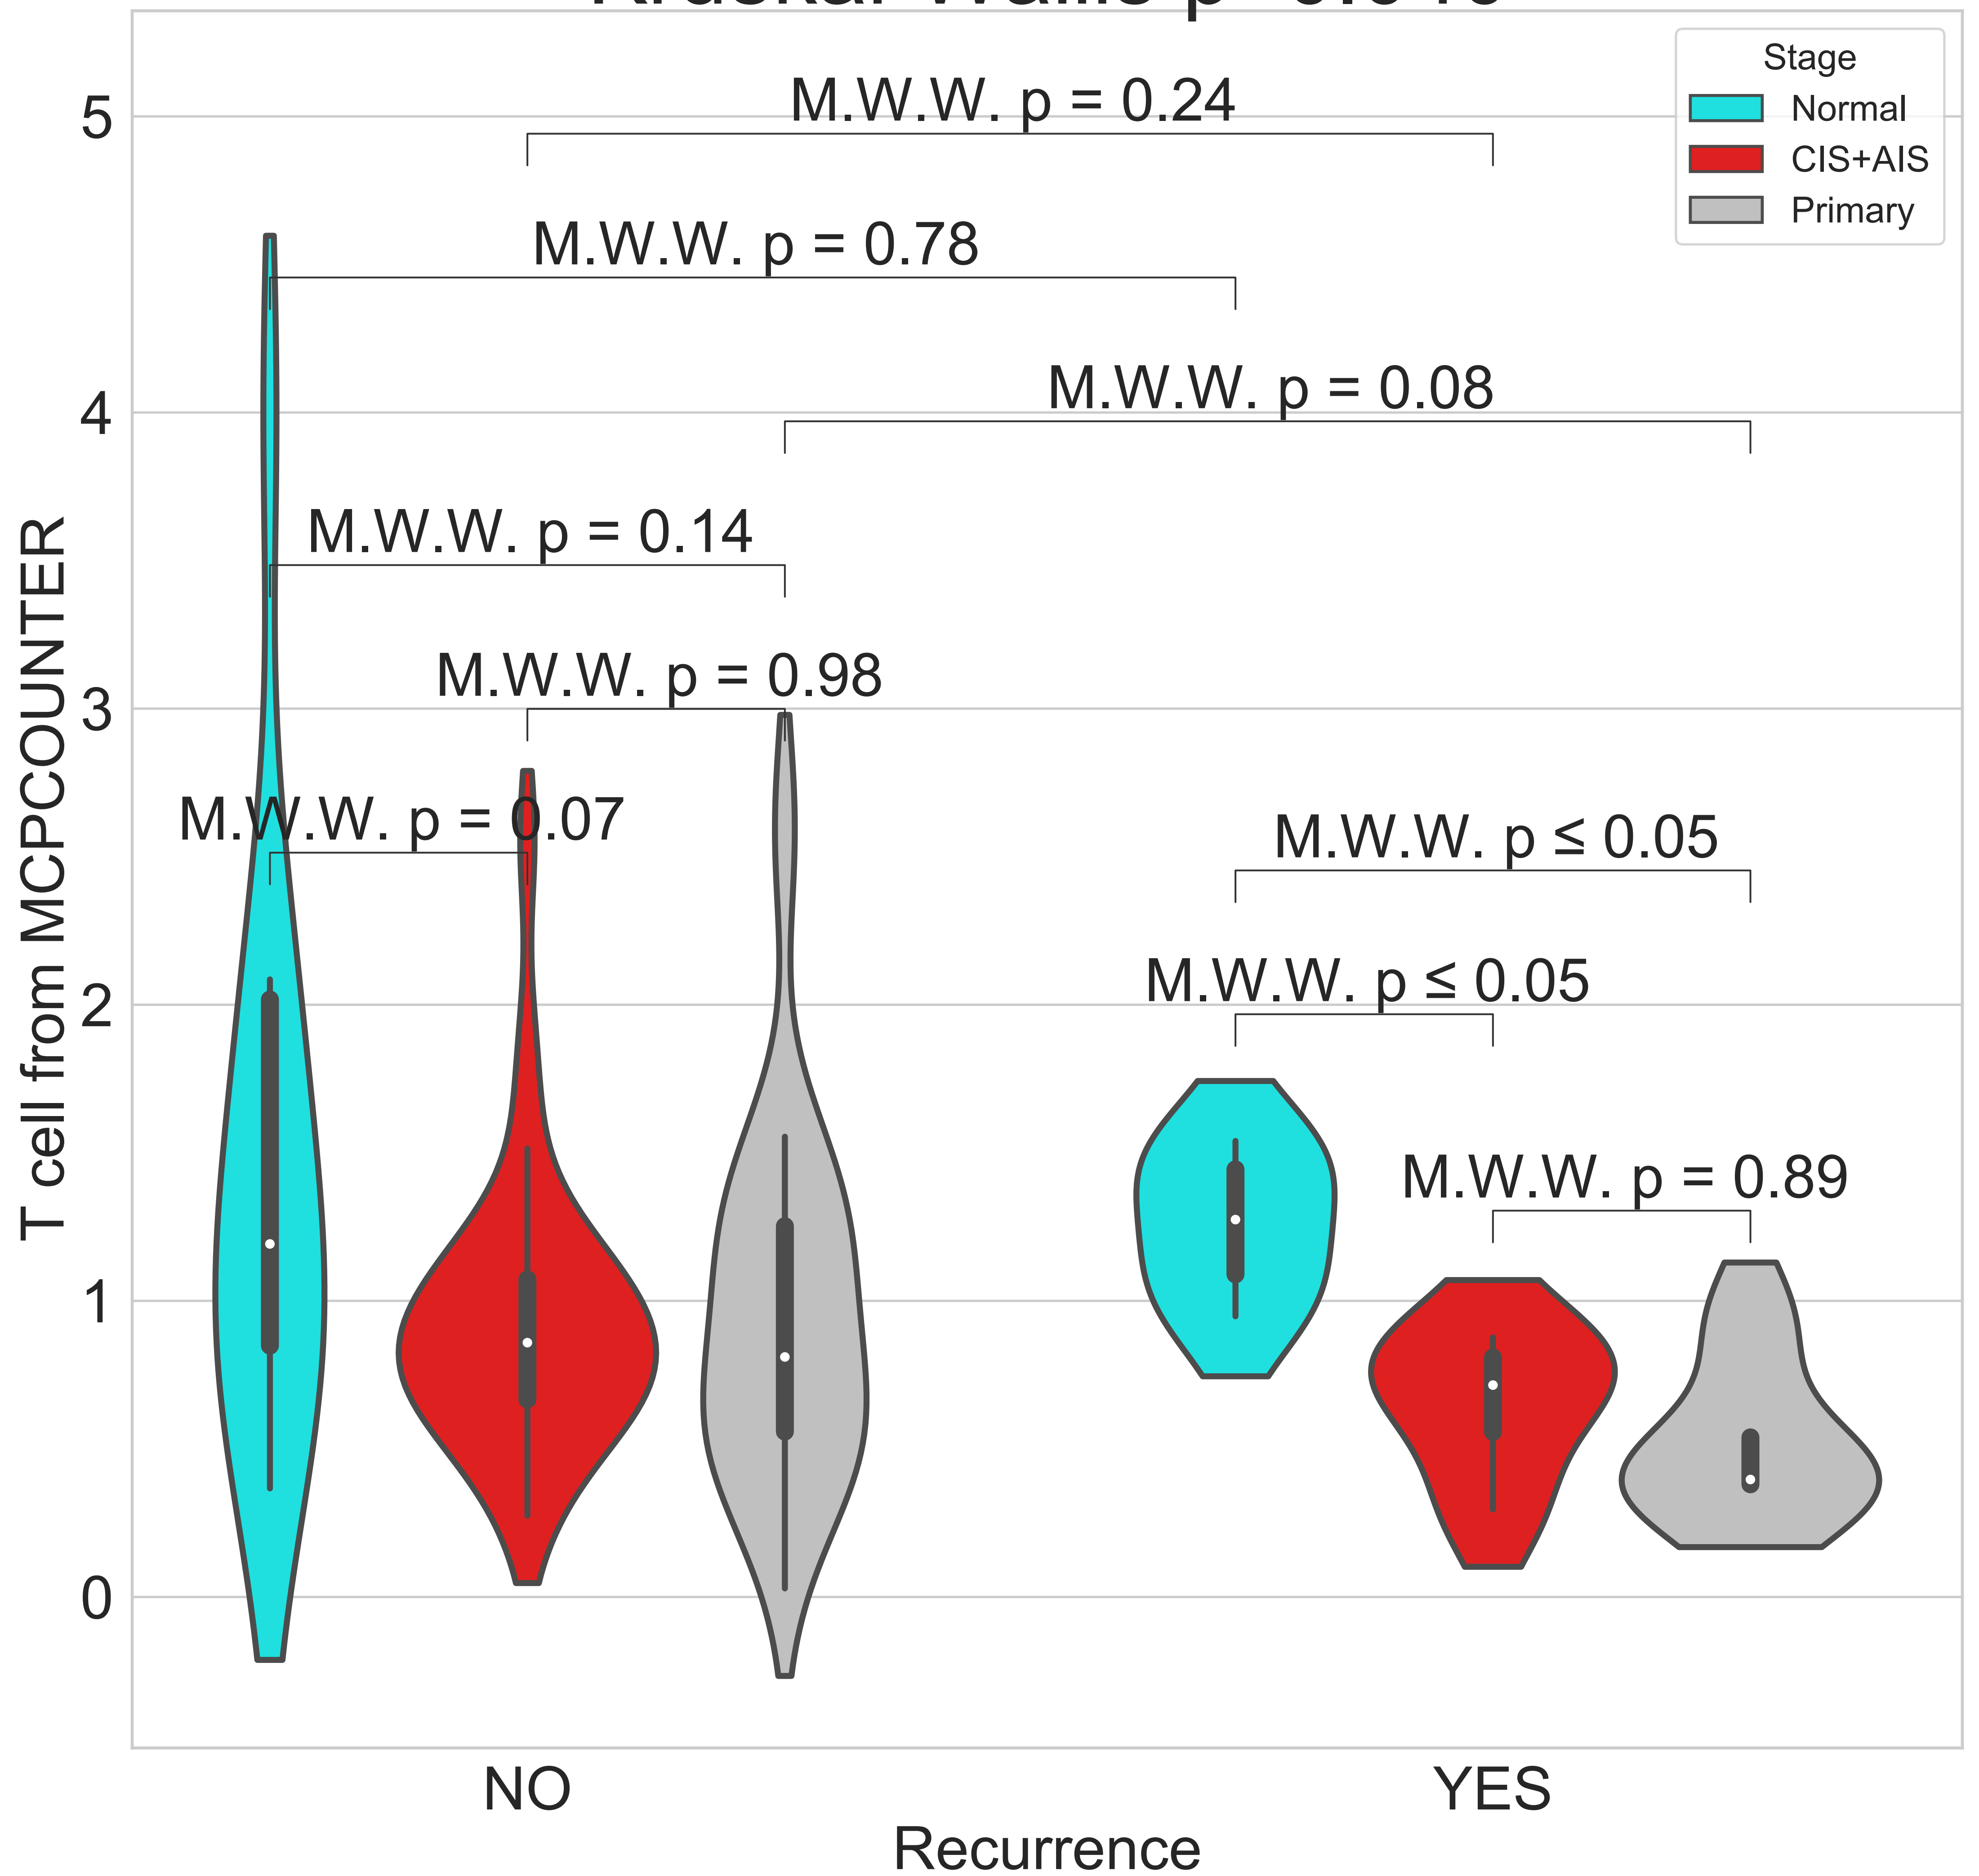 Stage
Normal
CIS+AIS
Primary
M.W.W. p = 0.24
M.W.W. p = 0.78
M.W.W. p = 0.08
M.W.W. p = 0.14
M.W.W. p = 0.98
M.W.W. p = 0.07
M.W.W. p ≤ 0.05
M.W.W. p ≤ 0.05
M.W.W. p = 0.89
5
4
3
2
1
0
T cell from MCPCOUNTER
NO
YES
Recurrence